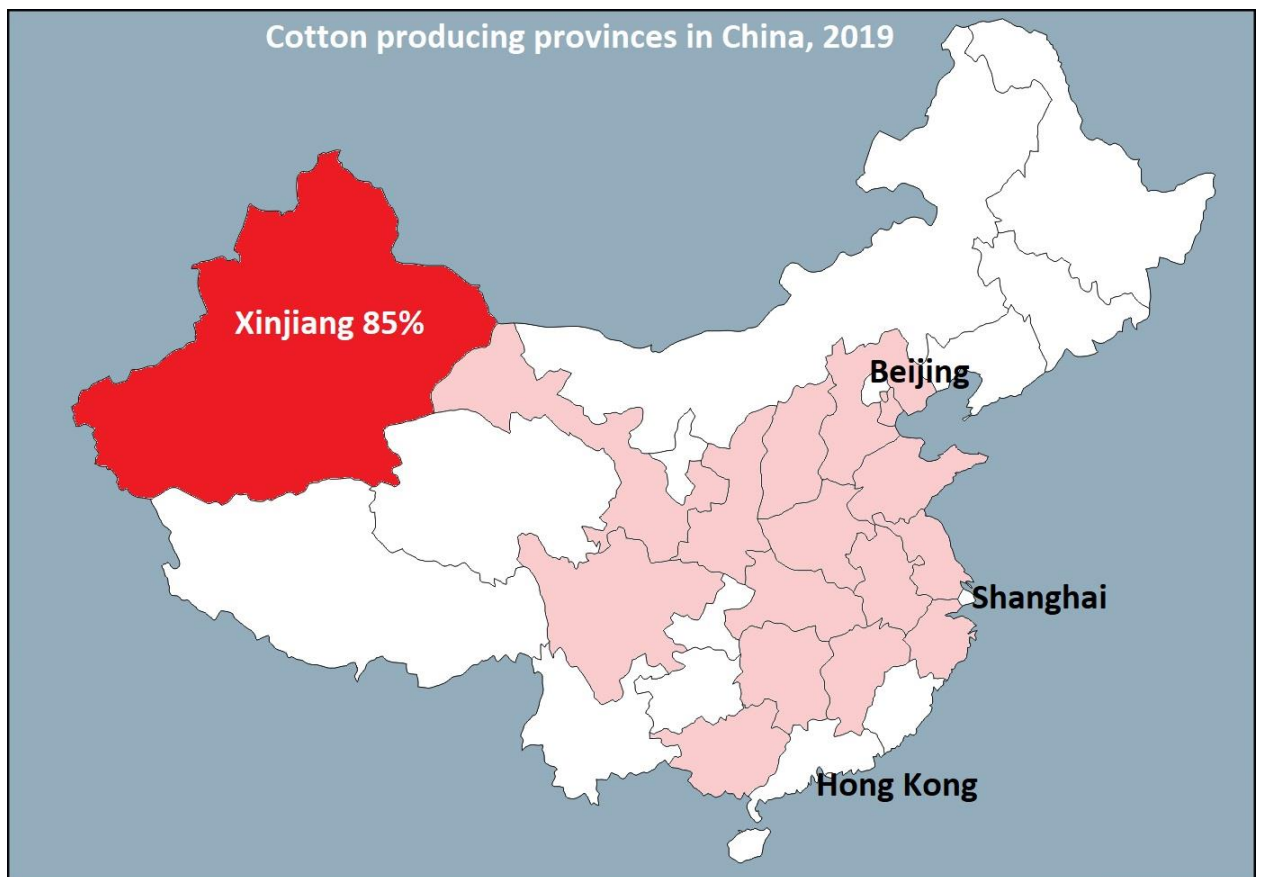 Cotton producing provinces in China, 2019
Xinjiang 85%
Beijing
Shanghai
Hong Kong